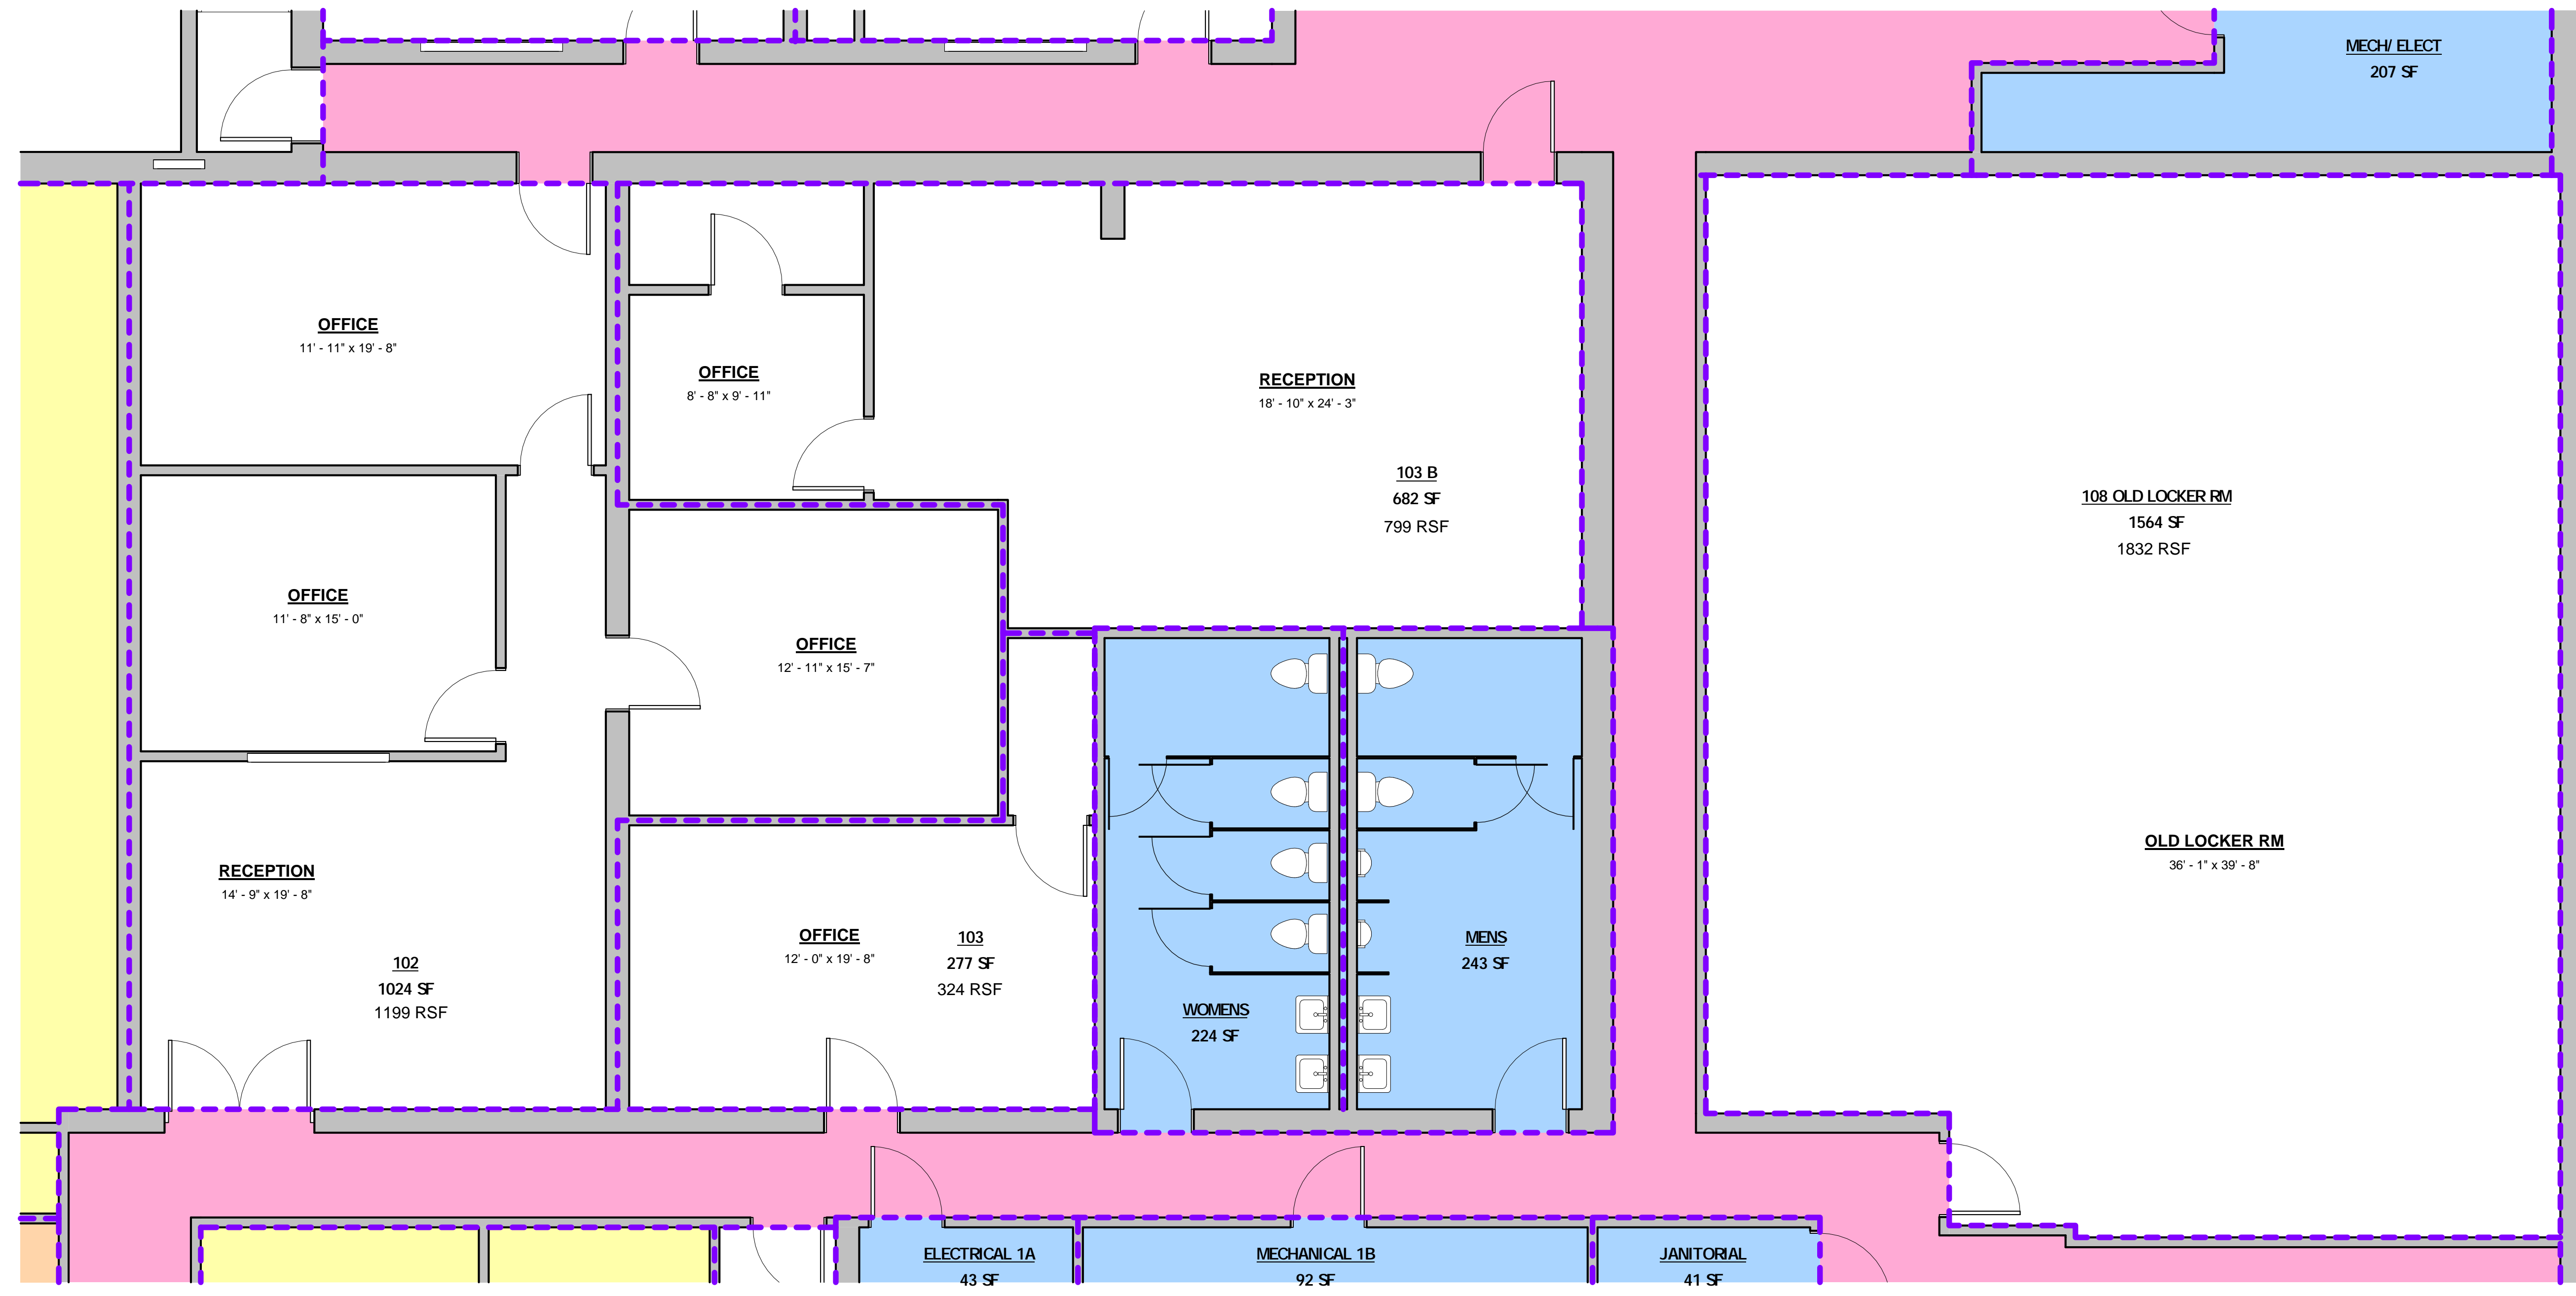 MECH/ ELECT
207 SF
OFFICE
11' - 11" x 19' - 8"
OFFICE
8' - 8" x 9' - 11"
RECEPTION
18' - 10" x 24' - 3"
103 B
682 SF
799 RSF
108 OLD LOCKER RM
1564 SF
1832 RSF
OFFICE
11' - 8" x 15' - 0"
OFFICE
12' - 11" x 15' - 7"
OLD LOCKER RM
36' - 1" x 39' - 8"
RECEPTION
14' - 9" x 19' - 8"
102
1024 SF
1199 RSF
OFFICE
12' - 0" x 19' - 8"
103
277 SF
324 RSF
MENS
243 SF
WOMENS
224 SF
ELECTRICAL 1A
43 SF
MECHANICAL 1B
92 SF
JANITORIAL
41 SF